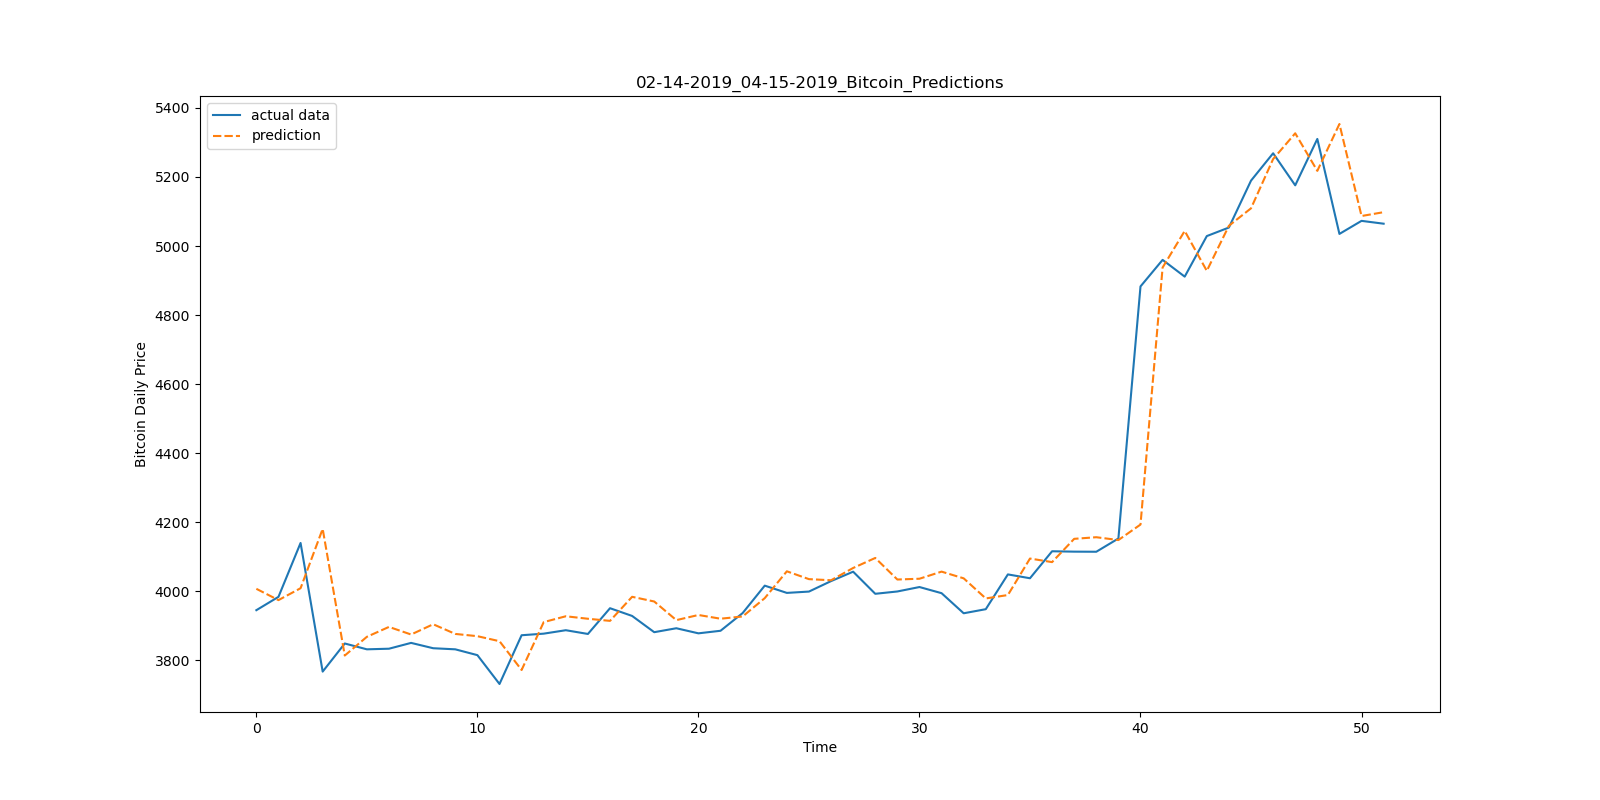 02-14-2019_04-15-2019_Bitcoin_Predictions
actual data
prediction
Bitcoin Daily Price
5400
5200
5000
4800
4600
4400
4200
4000
3800
0 10 20 30 40 50
Time